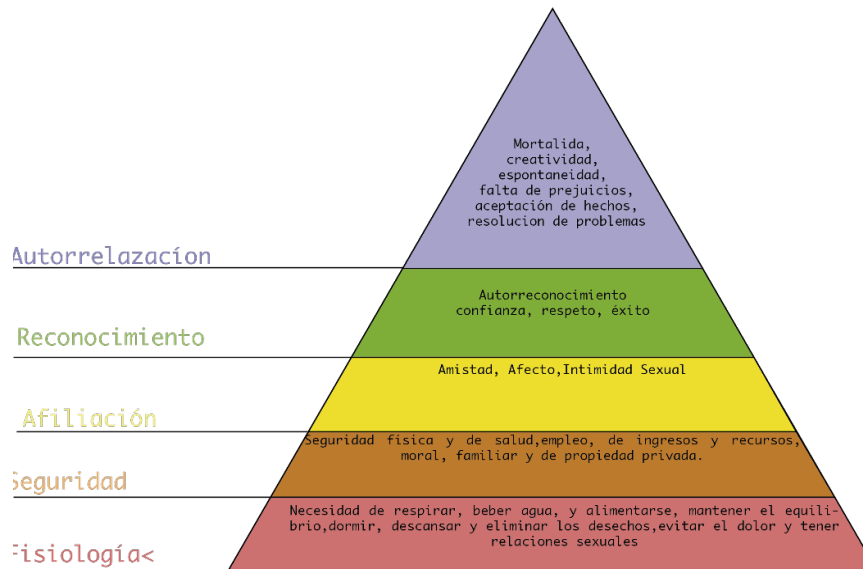 Mortalida,
creatividad,
espontaneidad,
falta de prejuicios,
aceptación de hechos,
resolucion de problemas
Autorrelazacíon
Autorreconocimiento
confianza, respeto, éxito
Reconocimiento
Amistad, Afecto,Intimidad Sexual
Afiliación
Seguridad física y de salud,empleo, de ingresos y recursos,
moral, familiar y de propiedad privada.
Seguridad
Necesidad de respirar, beber agua, y alimentarse, mantener el equili-
brio,dormir, descansar y eliminar los desechos,evitar el dolor y tener
relaciones sexuales
Fisiología<